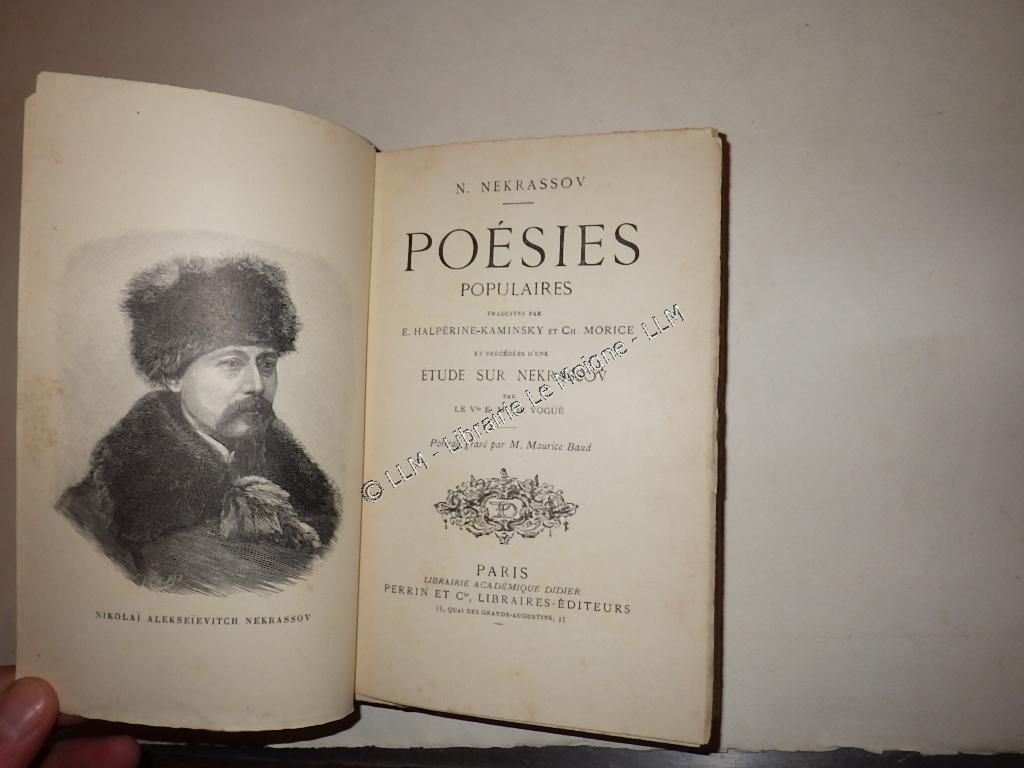 NIKOLAÏ ALEKSEÏEVITCH NEKRASSOV
N. NEKRASSOV
POÉSIES
POPULAIRES
TRADUITES PAR
E. HALPÉRINE-KAMINSKY ET CH. MORICE
ET PRÉCÉDÉES D'UNE
ÉTUDE SUR NEKRASSOV
PAR
LE Vte E. VOGÜÉ
Portrait gravé par M. Maurice Baud
PARIS
LIBRAIRIE ACADÉMIQUE DIDIER
PERRIN ET Cie, LIBRAIRES-ÉDITEURS
35, QUAI DES GRANDS-AUGUSTINS, 35
© LLM - Librairie Le Moigne - LLM